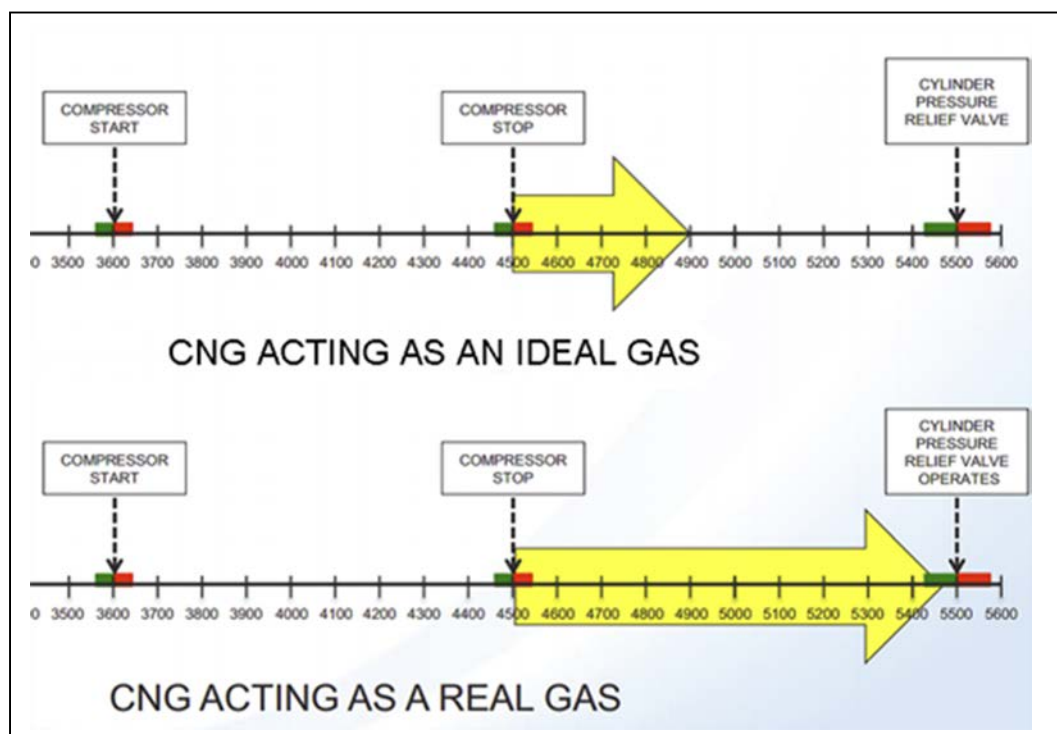 COMPRESSOR
START
COMPRESSOR
STOP
CYLINDER
PRESSURE
RELIEF VALVE
0 3500 3600 3700 3800 3900 4000 4100 4200 4300 4400 4500 4600 4700 4800 4900 5000 5100 5200 5300 5400 5500 5600
CNG ACTING AS AN IDEAL GAS
COMPRESSOR
START
COMPRESSOR
STOP
CYLINDER
PRESSURE
RELIEF VALVE
OPERATES
0 3500 3600 3700 3800 3900 4000 4100 4200 4300 4400 4500 4600 4700 4800 4900 5000 5100 5200 5300 5400 5500 5600
CNG ACTING AS A REAL GAS